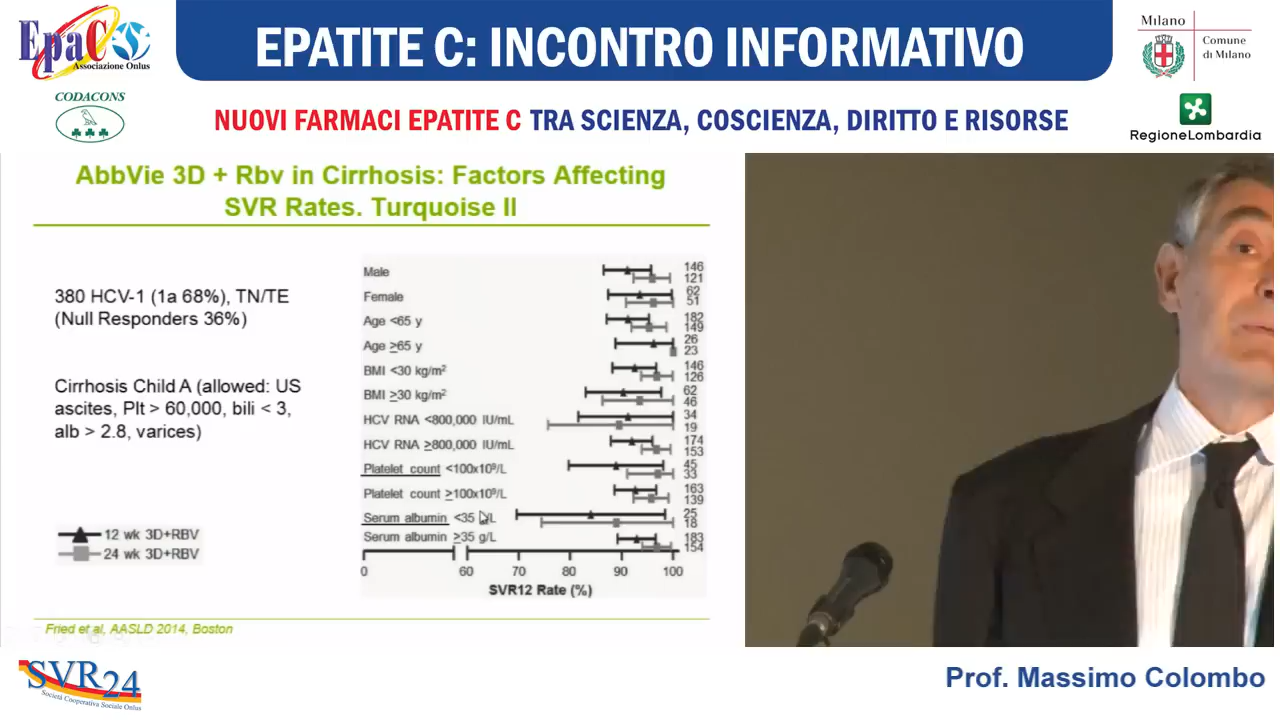 EpaC
Associazione Onlus
CODACONS
EPATITE C: INCONTRO INFORMATIVO
NUOVI FARMACI EPATITE C TRA SCIENZA, COSCIENZA, DIRITTO E RISORSE
Milano
Comune
di Milano
RegioneLombardia
AbbVie 3D + Rbv in Cirrhosis: Factors Affecting
SVR Rates. Turquoise II
380 HCV-1 (1a 68%), TN/TE
(Null Responders 36%)
Cirrhosis Child A (allowed: US
ascites, Plt > 60,000, bili < 3,
alb > 2.8, varices)
12 wk 3D+RBV
24 wk 3D+RBV
Male 146 121
Female 62 51
Age <65 y 182 149
Age ≥65 y 26 23
BMI <30 kg/m² 146 126
BMI ≥30 kg/m² 62 46
HCV RNA <800,000 IU/mL 34 19
HCV RNA ≥800,000 IU/mL 174 153
Platelet count <100x10⁹/L 45 33
Platelet count ≥100x10⁹/L 163 139
Serum albumin <35 g/L 25 18
Serum albumin ≥35 g/L 183 154
0 60 70 80 90 100
SVR12 Rate (%)
Fried et al, AASLD 2014, Boston
SVR24
Società Cooperativa Sociale Onlus
Prof. Massimo Colombo